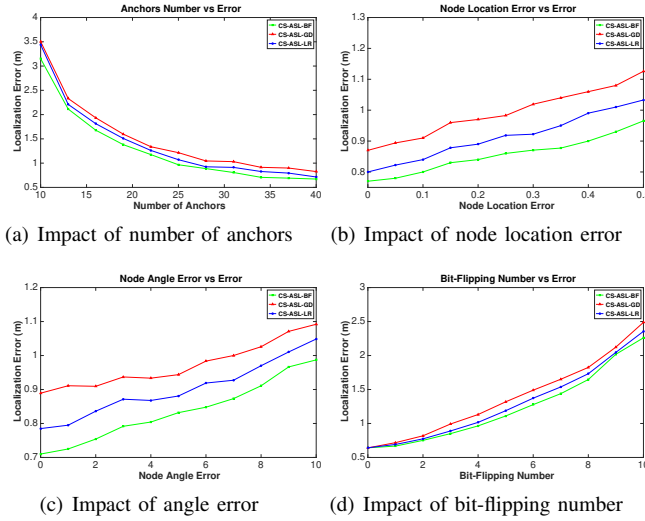 Anchors Number vs Error
4
3.5
3
2.5
2
1.5
1
0.5
10 15 20 25 30 35 40
Localization Error (m)
Number of Anchors
CS-ASL-BF
CS-ASL-GD
CS-ASL-LR
(a) Impact of number of anchors
Node Location Error vs Error
1.3
1.2
1.1
1
0.9
0.8
0 0.1 0.2 0.3 0.4 0.5
Localization Error (m)
Node Location Error
CS-ASL-BF
CS-ASL-GD
CS-ASL-LR
(b) Impact of node location error
Node Angle Error vs Error
1.2
1.1
1
0.9
0.8
0.7
0 2 4 6 8 10
Localization Error (m)
Node Angle Error
CS-ASL-BF
CS-ASL-GD
CS-ASL-LR
(c) Impact of angle error
Bit-Flipping Number vs Error
3
2.5
2
1.5
1
0.5
0
0 2 4 6 8 10
Localization Error (m)
Bit-Flipping Number
CS-ASL-BF
CS-ASL-GD
CS-ASL-LR
(d) Impact of bit-flipping number